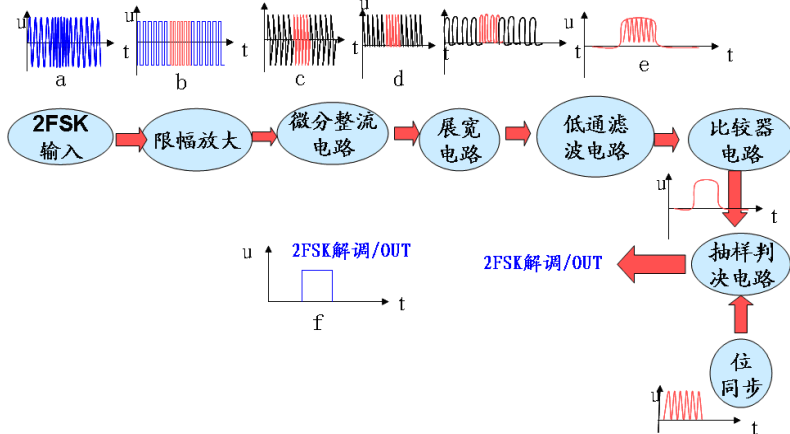 u
t
a
t
b
t
c
t
d
t
t
u
t
e
2FSK
输入
限幅放大
微分整流
电路
展宽
电路
低通滤
波电路
比较器
电路
u
t
抽样判
决电路
2FSK解调/OUT
2FSK解调/OUT
u
t
f
位
同步
u
t